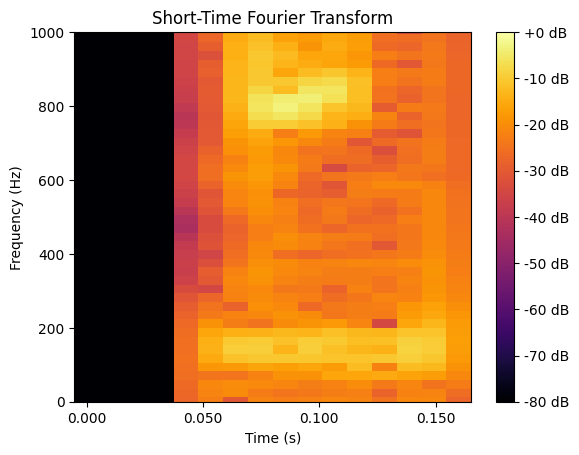 Short-Time Fourier Transform
1000
800
600
400
200
0
Frequency (Hz)
0.000
0.050
0.100
0.150
Time (s)
+0 dB
-10 dB
-20 dB
-30 dB
-40 dB
-50 dB
-60 dB
-70 dB
-80 dB